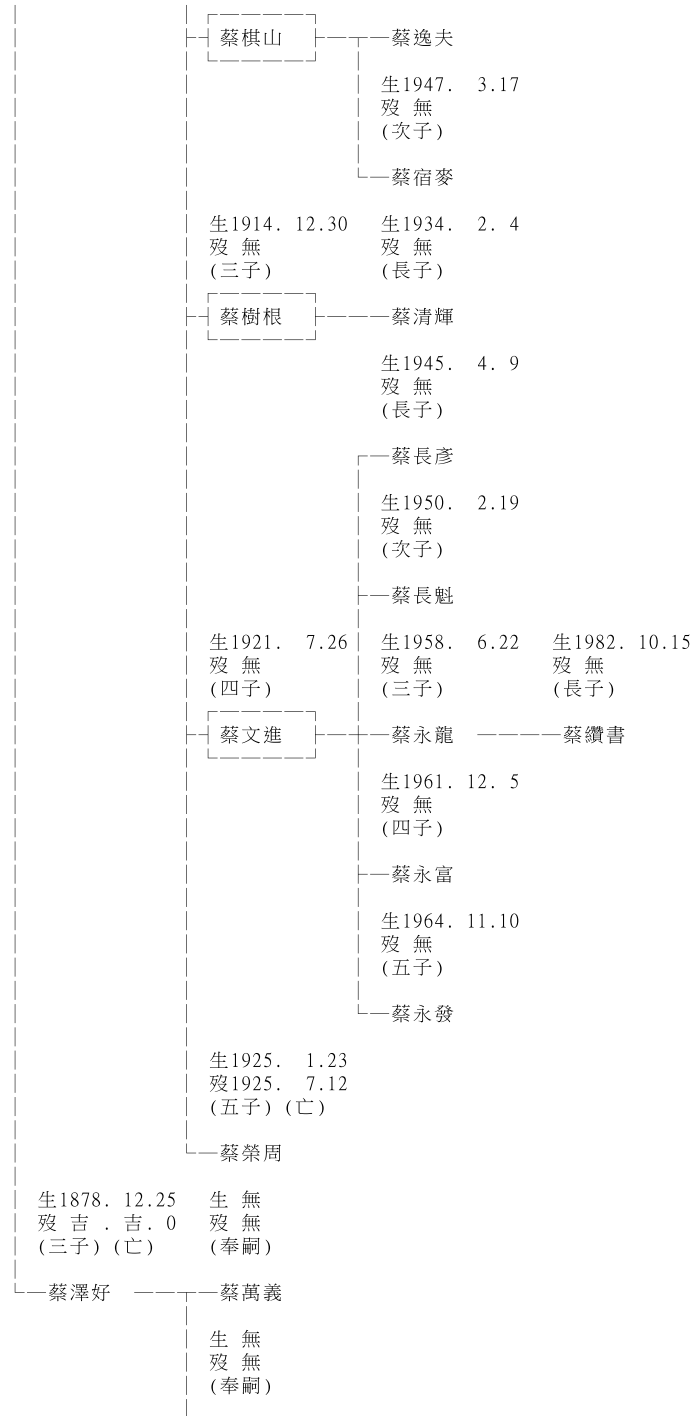 蔡棋山 蔡逸夫
生1947. 3.17
歿 無
(次子)
蔡宿麥
生1914. 12.30 生1934. 2. 4
歿 無 歿 無
(三子) (長子)
蔡樹根 蔡清輝
生1945. 4. 9
歿 無
(長子)
蔡長彥
生1950. 2.19
歿 無
(次子)
蔡長魁
生1921. 7.26 生1958. 6.22 生1982. 10.15
歿 無 歿 無 歿 無
(四子) (三子) (長子)
蔡文進 蔡永龍 蔡纘書
生1961. 12. 5
歿 無
(四子)
蔡永富
生1964. 11.10
歿 無
(五子)
蔡永發
生1925. 1.23
歿1925. 7.12
(五子)(亡)
蔡榮周
生1878. 12.25 生 無
歿 吉 . 吉. 0 歿 無
(三子)(亡) (奉嗣)
蔡澤好 蔡萬義
生 無
歿 無
(奉嗣)